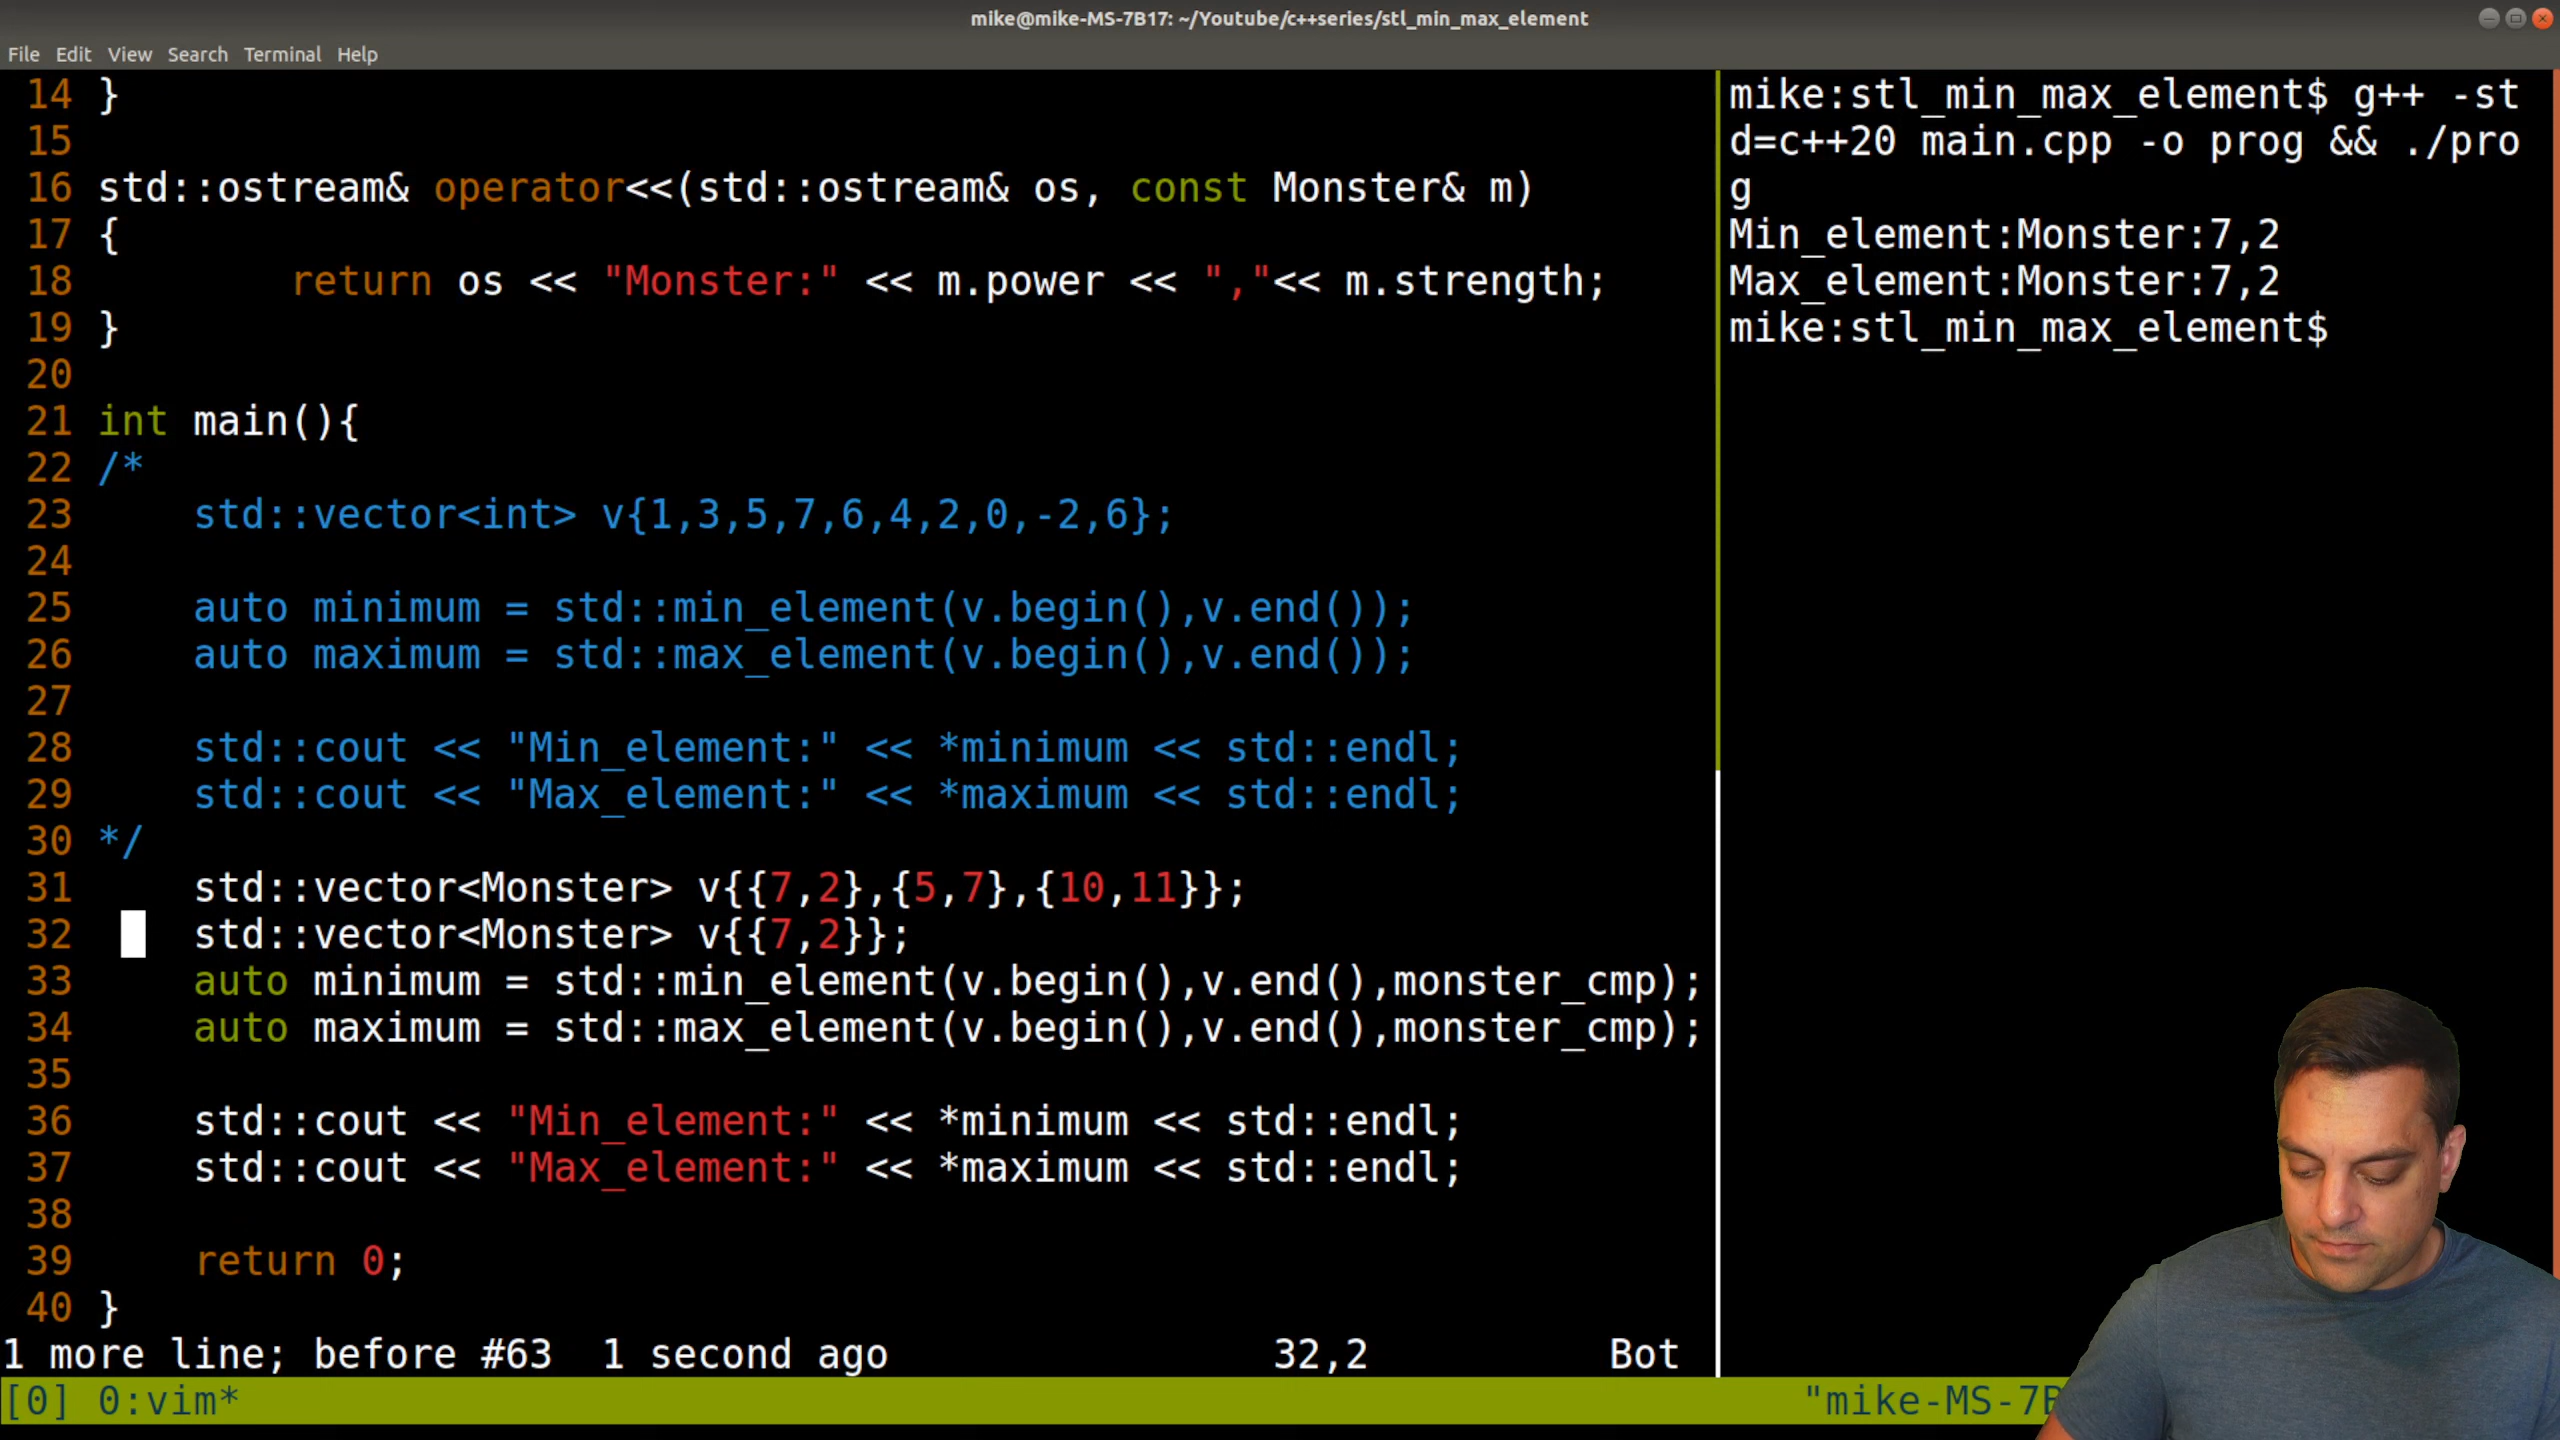 mike@mike-MS-7B17: ~/Youtube/c++series/stl_min_max_element
File Edit View Search Terminal Help
14 }
15
16 std::ostream& operator<<(std::ostream& os, const Monster& m)
17 {
18         return os << "Monster:" << m.power << ","<< m.strength;
19 }
20
21 int main(){
22 /*
23     std::vector<int> v{1,3,5,7,6,4,2,0,-2,6};
24
25     auto minimum = std::min_element(v.begin(),v.end());
26     auto maximum = std::max_element(v.begin(),v.end());
27
28     std::cout << "Min_element:" << *minimum << std::endl;
29     std::cout << "Max_element:" << *maximum << std::endl;
30 */
31     std::vector<Monster> v{{7,2},{5,7},{10,11}};
32     std::vector<Monster> v{{7,2}};
33     auto minimum = std::min_element(v.begin(),v.end(),monster_cmp);
34     auto maximum = std::max_element(v.begin(),v.end(),monster_cmp);
35
36     std::cout << "Min_element:" << *minimum << std::endl;
37     std::cout << "Max_element:" << *maximum << std::endl;
38
39     return 0;
40 }
1 more line; before #63  1 second ago 32,2 Bot
mike:stl_min_max_element$ g++ -st
d=c++20 main.cpp -o prog && ./pro
g
Min_element:Monster:7,2
Max_element:Monster:7,2
mike:stl_min_max_element$
[0] 0:vim* "mike-MS-7B